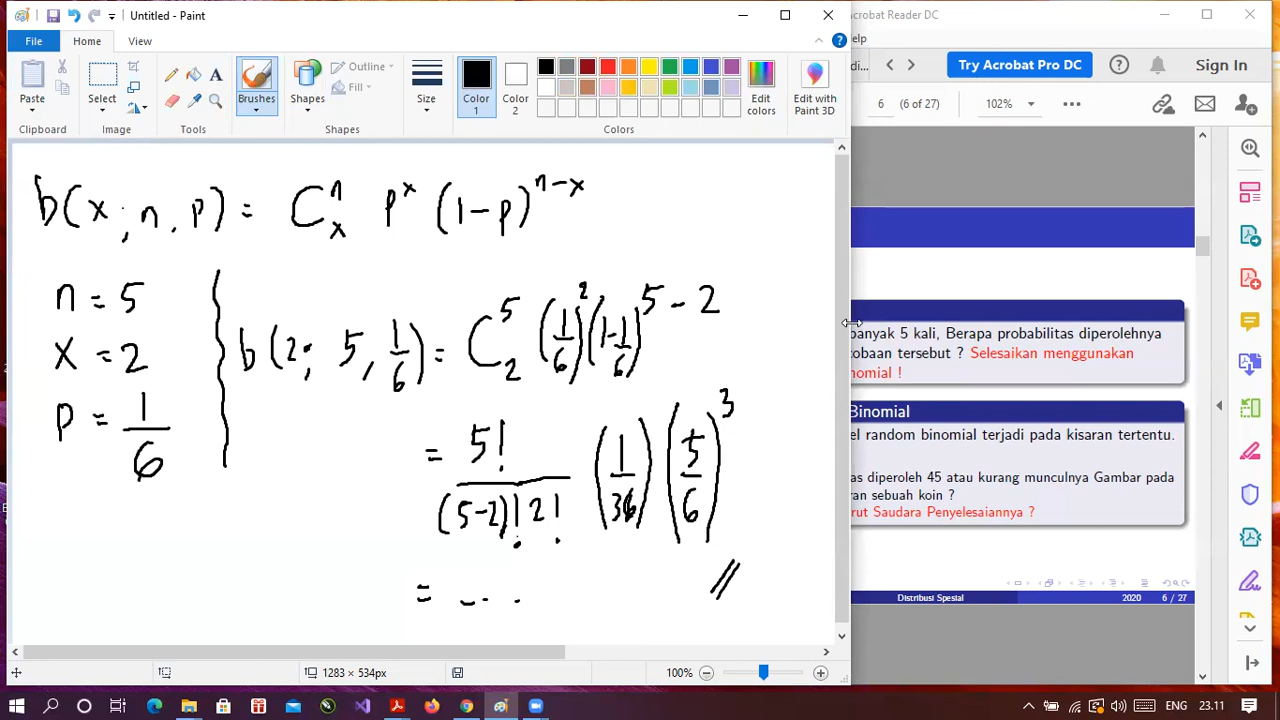 Untitled - Paint
File Home View
Paste
Select
Brushes
Shapes
Outline
Fill
Size
Color 1
Color 2
Edit colors
Edit with Paint 3D
Clipboard Image Tools Shapes Colors
b(x; n, p) = C^n_x p^x (1-p)^{n-x}
n = 5
x = 2
p = 1/6
b(2; 5, 1/6) = C^5_2 (1/6)^2 (1-1/6)^{5-2}
= 5!/((5-2)! 2!) (1/36) (5/6)^3
= ... //
1283 × 534px
100%
Acrobat Reader DC
elp
di...
Try Acrobat Pro DC
Sign In
6 (6 of 27)
102%
banyak 5 kali, Berapa probabilitas diperolehnya
obaan tersebut ? Selesaikan menggunakan
nomial !
Binomial
el random binomial terjadi pada kisaran tertentu.
as diperoleh 45 atau kurang munculnya Gambar pada
ran sebuah koin ?
rut Saudara Penyelesaiannya ?
Distribusi Spesial 2020 6 / 27
ENG 23.11